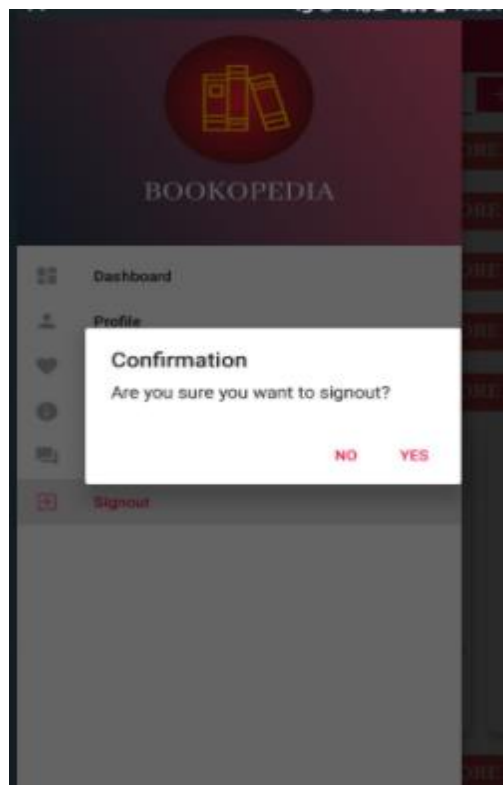 BOOKOPEDIA
Dashboard
Profile
Confirmation
Are you sure you want to signout?
NO YES
Signout